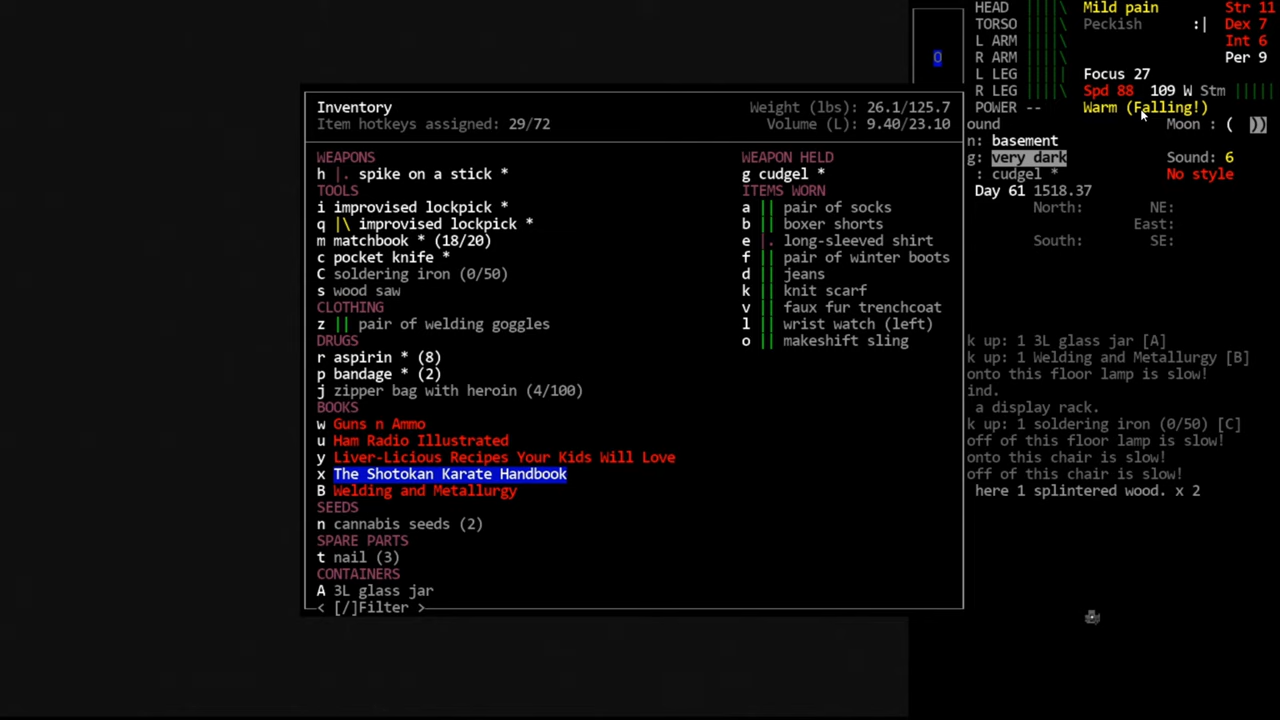 HEAD ||||\ Mild pain Str 11
TORSO ||||\ Peckish :| Dex 7
L ARM ||||\ Int 6
R ARM ||||\ Per 9
L LEG ||||\ Focus 27
R LEG ||||\ Spd 88 109 W Stm |||||
POWER -- Warm (Falling!)
ound Moon : ( ))
n: basement
g: very dark Sound: 6
: cudgel * No style
Day 61 1518.37
North: NE:
East:
South: SE:
0
Inventory Weight (lbs): 26.1/125.7
Item hotkeys assigned: 29/72 Volume (L): 9.40/23.10
WEAPONS
h |. spike on a stick *
TOOLS
i improvised lockpick *
q |\ improvised lockpick *
m matchbook * (18/20)
c pocket knife *
C soldering iron (0/50)
s wood saw
CLOTHING
z || pair of welding goggles
DRUGS
r aspirin * (8)
p bandage * (2)
j zipper bag with heroin (4/100)
BOOKS
w Guns n Ammo
u Ham Radio Illustrated
y Liver-Licious Recipes Your Kids Will Love
x The Shotokan Karate Handbook
B Welding and Metallurgy
SEEDS
n cannabis seeds (2)
SPARE PARTS
t nail (3)
CONTAINERS
A 3L glass jar
< [/]Filter >
WEAPON HELD
g cudgel *
ITEMS WORN
a || pair of socks
b || boxer shorts
e |. long-sleeved shirt
f || pair of winter boots
d || jeans
k || knit scarf
v || faux fur trenchcoat
l || wrist watch (left)
o || makeshift sling
k up: 1 3L glass jar [A]
k up: 1 Welding and Metallurgy [B]
onto this floor lamp is slow!
ind.
a display rack.
k up: 1 soldering iron (0/50) [C]
off of this floor lamp is slow!
onto this chair is slow!
off of this chair is slow!
here 1 splintered wood. x 2